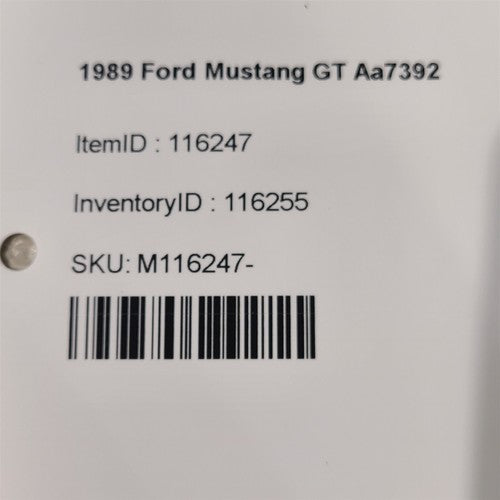 1989 Ford Mustang GT Aa7392
ItemID : 116247
InventoryID : 116255
SKU: M116247-